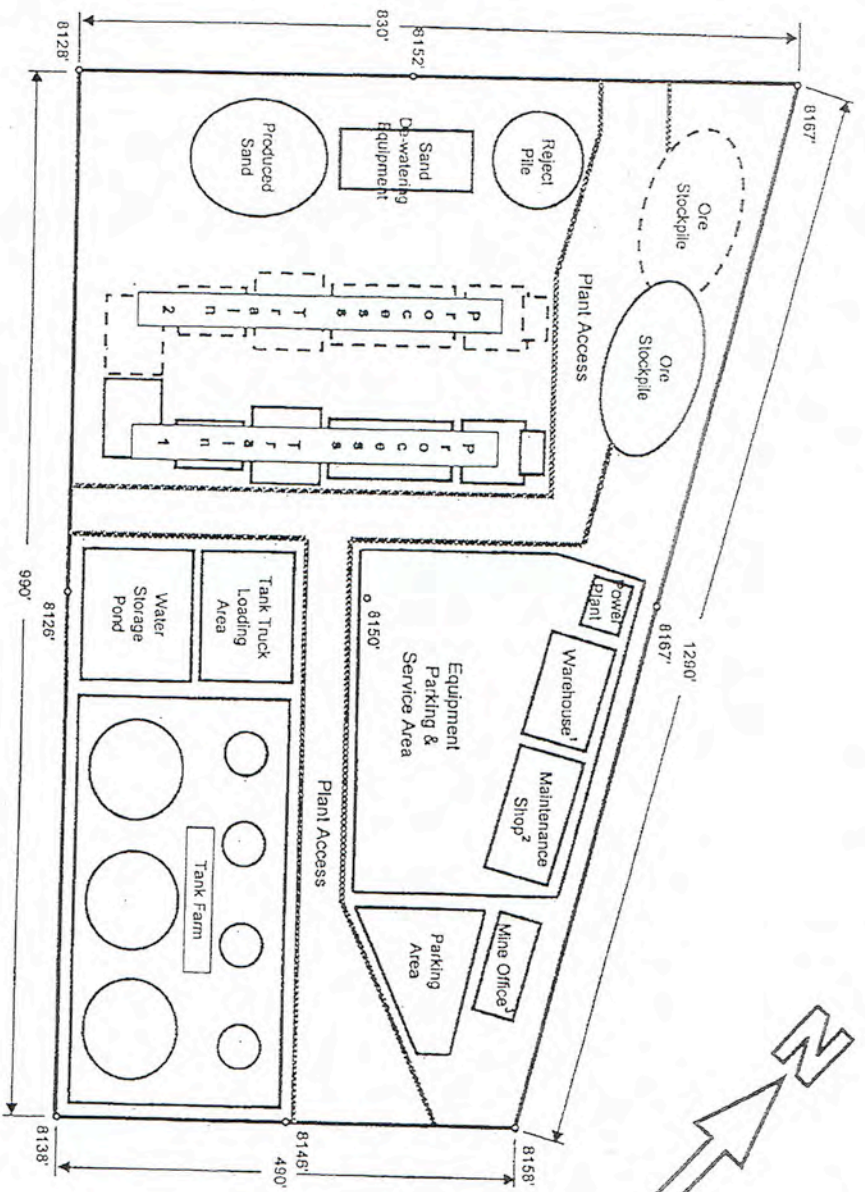 830'
8128'
8152'
8167'
990'
1290'
Produced
Sand
Sand
De-watering
Equipment
Reject
Pile
Ore
Stockpile
Ore
Stockpile
Plant Access
Process Train 2
Process Train 1
8167'
Power
Plant
Warehouse¹
Maintenance
Shop²
Mine Office³
Equipment
Parking &
Service Area
8150'
Parking
Area
Plant Access
Tank Truck
Loading
Area
Water
Storage
Pond
8126'
Tank Farm
8138'
8146'
490'
8158'
N